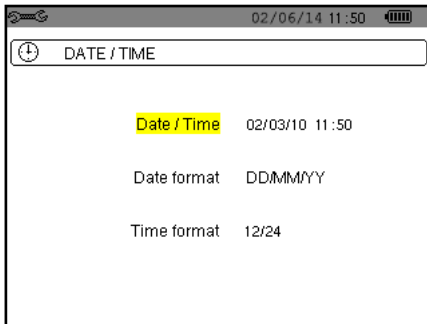 02/06/14 11:50
DATE / TIME
Date / Time 02/03/10 11:50
Date format DD/MM/YY
Time format 12/24